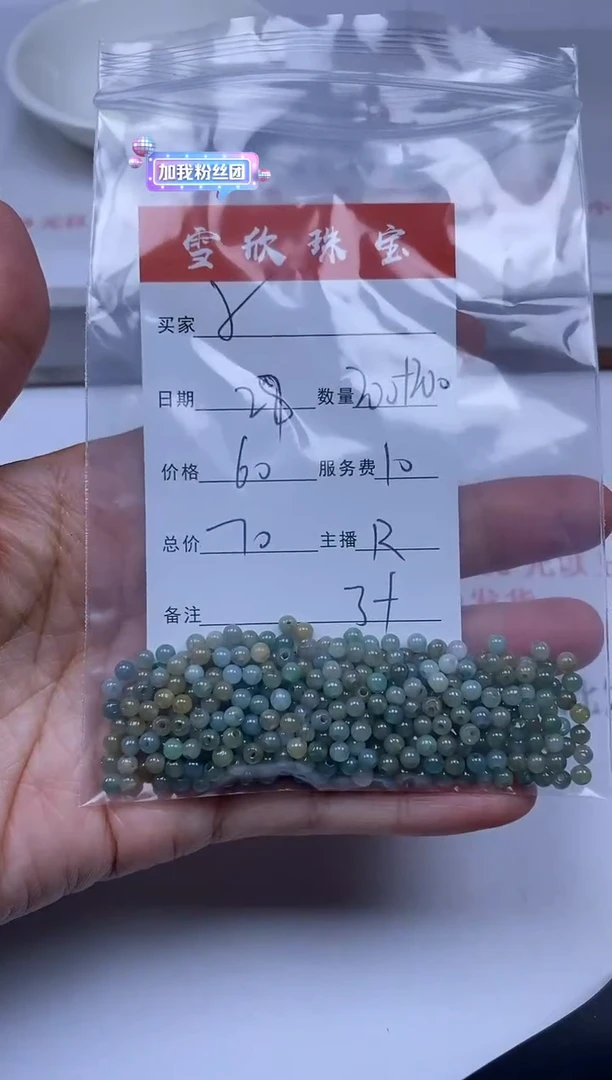 加我粉丝团
雪欣珠宝
买家 Y
日期 28 数量 200+200
价格 60 服务费 10
总价 70 主播 R
备注 3+